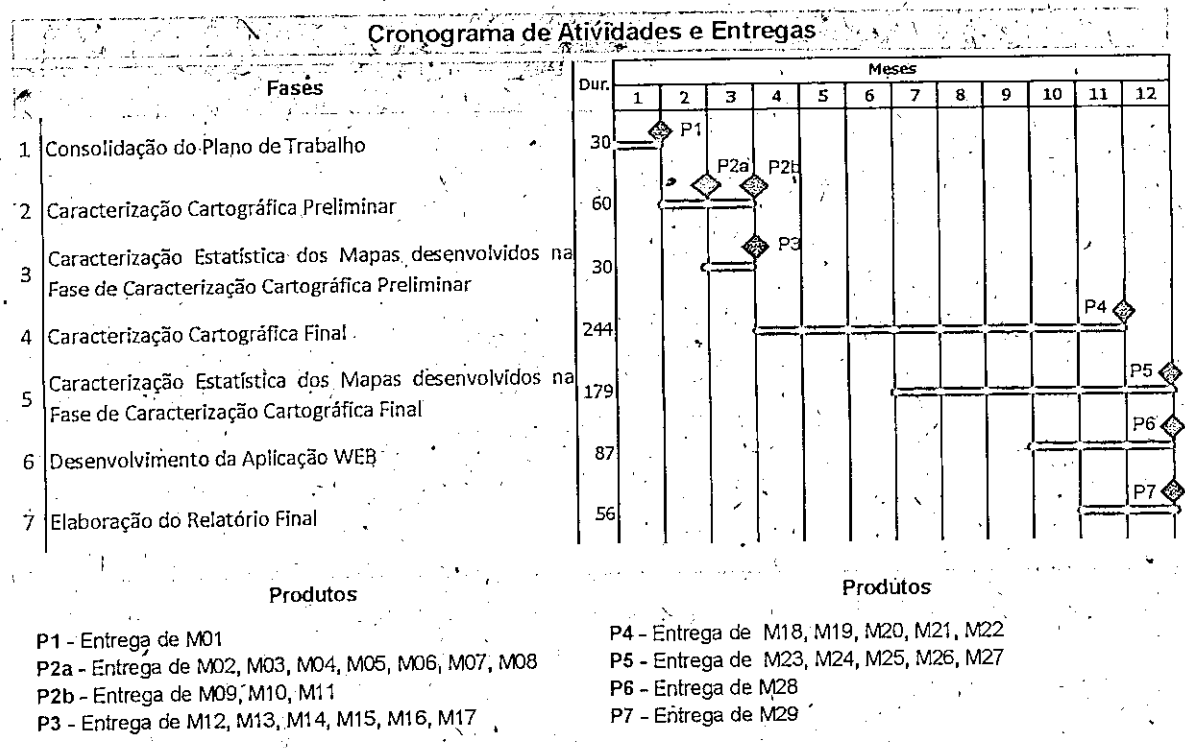 Cronograma de Atividades e Entregas
Fases
Dur.
Meses
1 2 3 4 5 6 7 8 9 10 11 12
1 Consolidação do Plano de Trabalho 30 P1
2 Caracterização Cartográfica Preliminar 60 P2a P2b
3 Caracterização Estatística dos Mapas desenvolvidos na
Fase de Caracterização Cartográfica Preliminar 30 P3
4 Caracterização Cartográfica Final 244 P4
5 Caracterização Estatística dos Mapas desenvolvidos na
Fase de Caracterização Cartográfica Final 179 P5
6 Desenvolvimento da Aplicação WEB 87 P6
7 Elaboração do Relatório Final 56 P7
Produtos
P1 - Entrega de M01
P2a - Entrega de M02, M03, M04, M05, M06, M07, M08
P2b - Entrega de M09, M10, M11
P3 - Entrega de M12, M13, M14, M15, M16, M17
Produtos
P4 - Entrega de M18, M19, M20, M21, M22
P5 - Entrega de M23, M24, M25, M26, M27
P6 - Entrega de M28
P7 - Entrega de M29